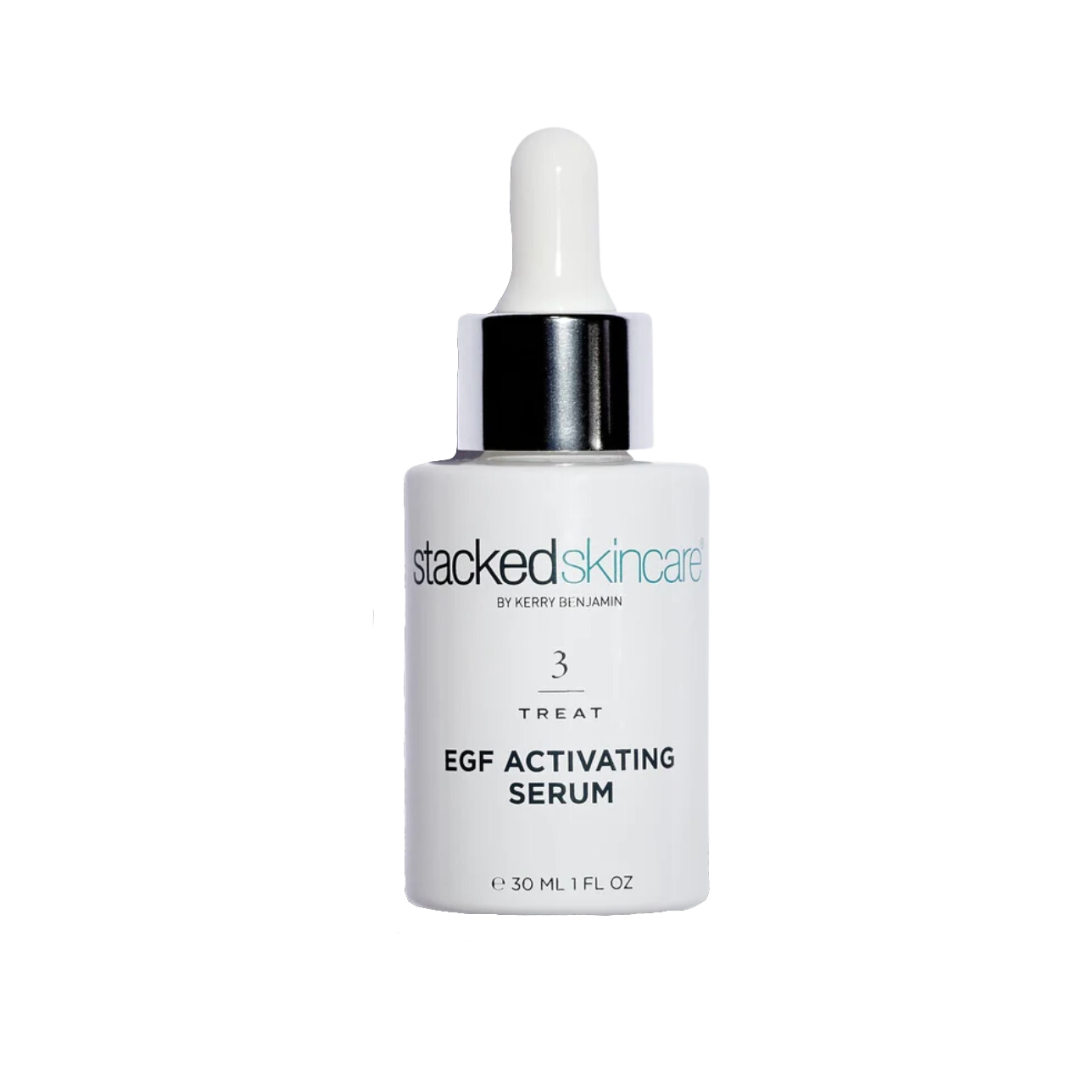 stackedskincare®
BY KERRY BENJAMIN
3
TREAT
EGF ACTIVATING
SERUM
℮ 30 ML 1 FL OZ